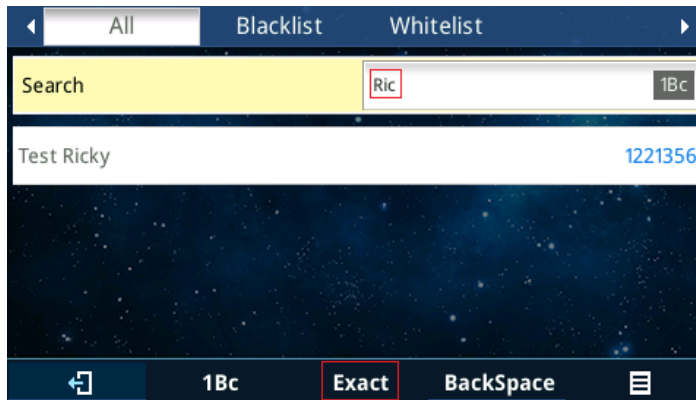 All Blacklist Whitelist
Search Ric 1Bc
Test Ricky 1221356
1Bc Exact BackSpace